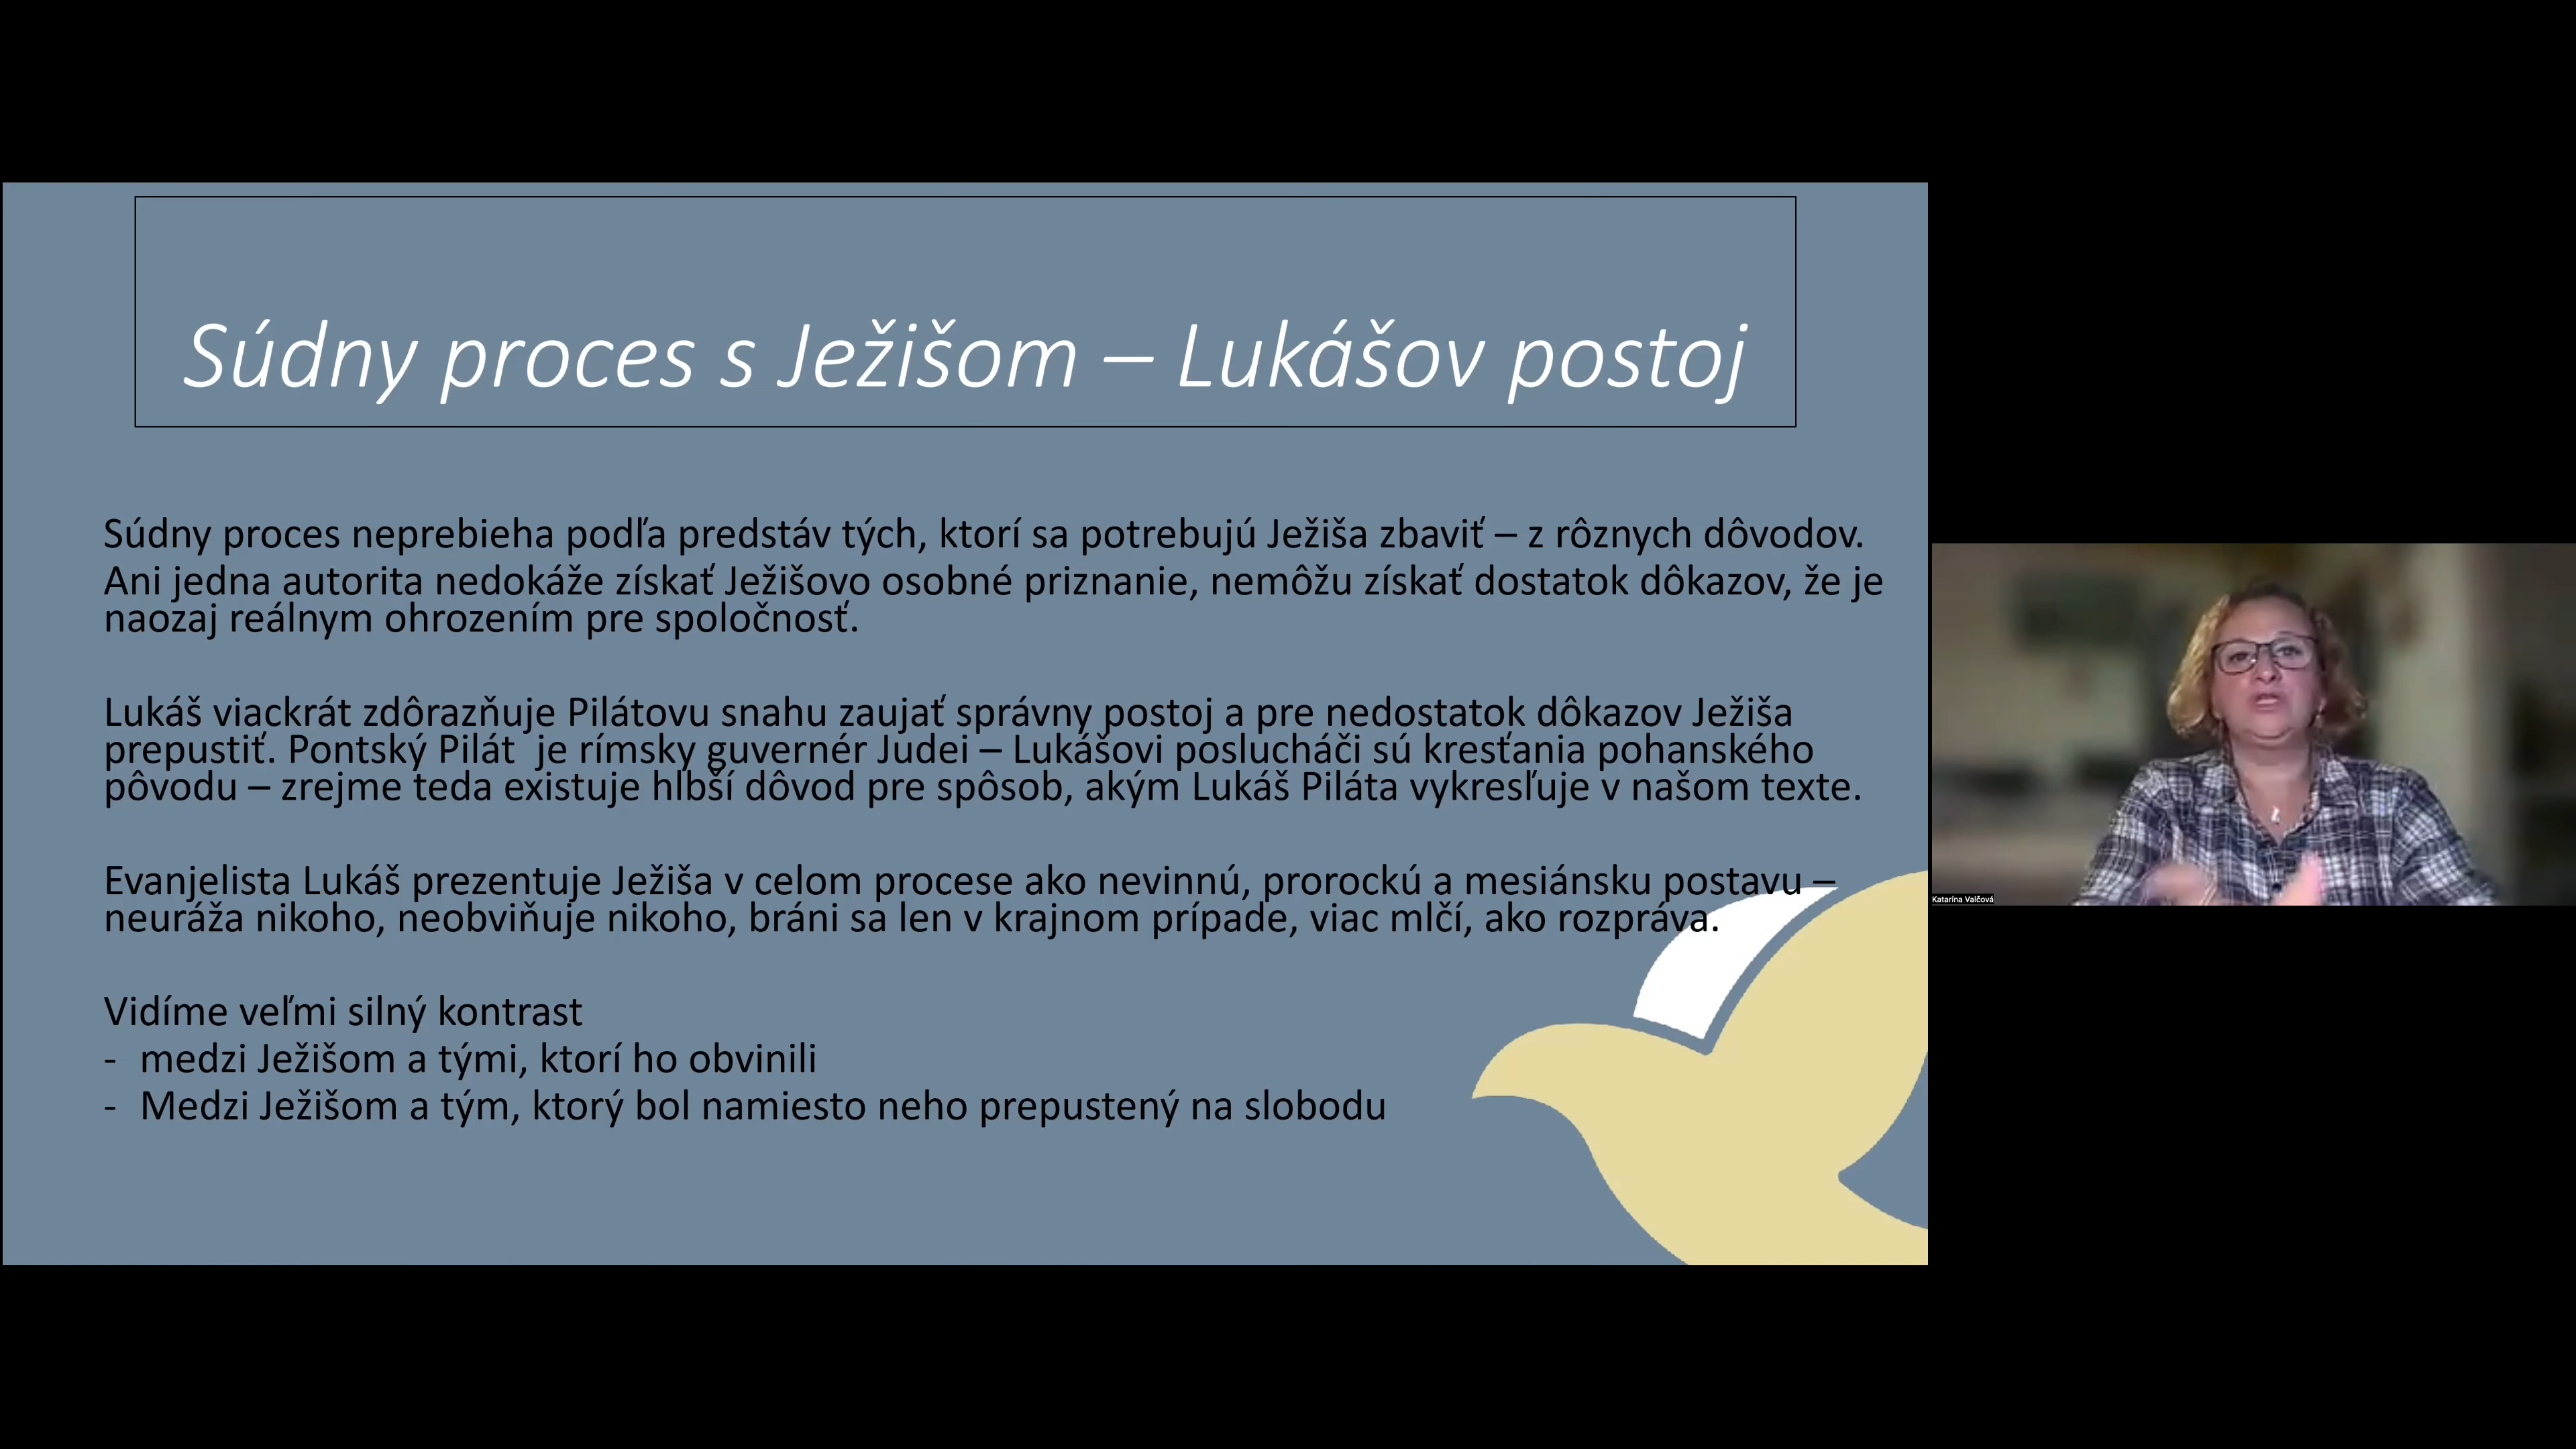 Súdny proces s Ježišom – Lukášov postoj
Súdny proces neprebieha podľa predstáv tých, ktorí sa potrebujú Ježiša zbaviť – z rôznych dôvodov.
Ani jedna autorita nedokáže získať Ježišovo osobné priznanie, nemôžu získať dostatok dôkazov, že je
naozaj reálnym ohrozením pre spoločnosť.
Lukáš viackrát zdôrazňuje Pilátovu snahu zaujať správny postoj a pre nedostatok dôkazov Ježiša
prepustiť. Pontský Pilát je rímsky guvernér Judei – Lukášovi poslucháči sú kresťania pohanského
pôvodu – zrejme teda existuje hlbší dôvod pre spôsob, akým Lukáš Piláta vykresľuje v našom texte.
Evanjelista Lukáš prezentuje Ježiša v celom procese ako nevinnú, prorockú a mesiánsku postavu –
neuráža nikoho, neobviňuje nikoho, bráni sa len v krajnom prípade, viac mlčí, ako rozpráva.
Vidíme veľmi silný kontrast
- medzi Ježišom a tými, ktorí ho obvinili
- Medzi Ježišom a tým, ktorý bol namiesto neho prepustený na slobodu
Katarína Valčová